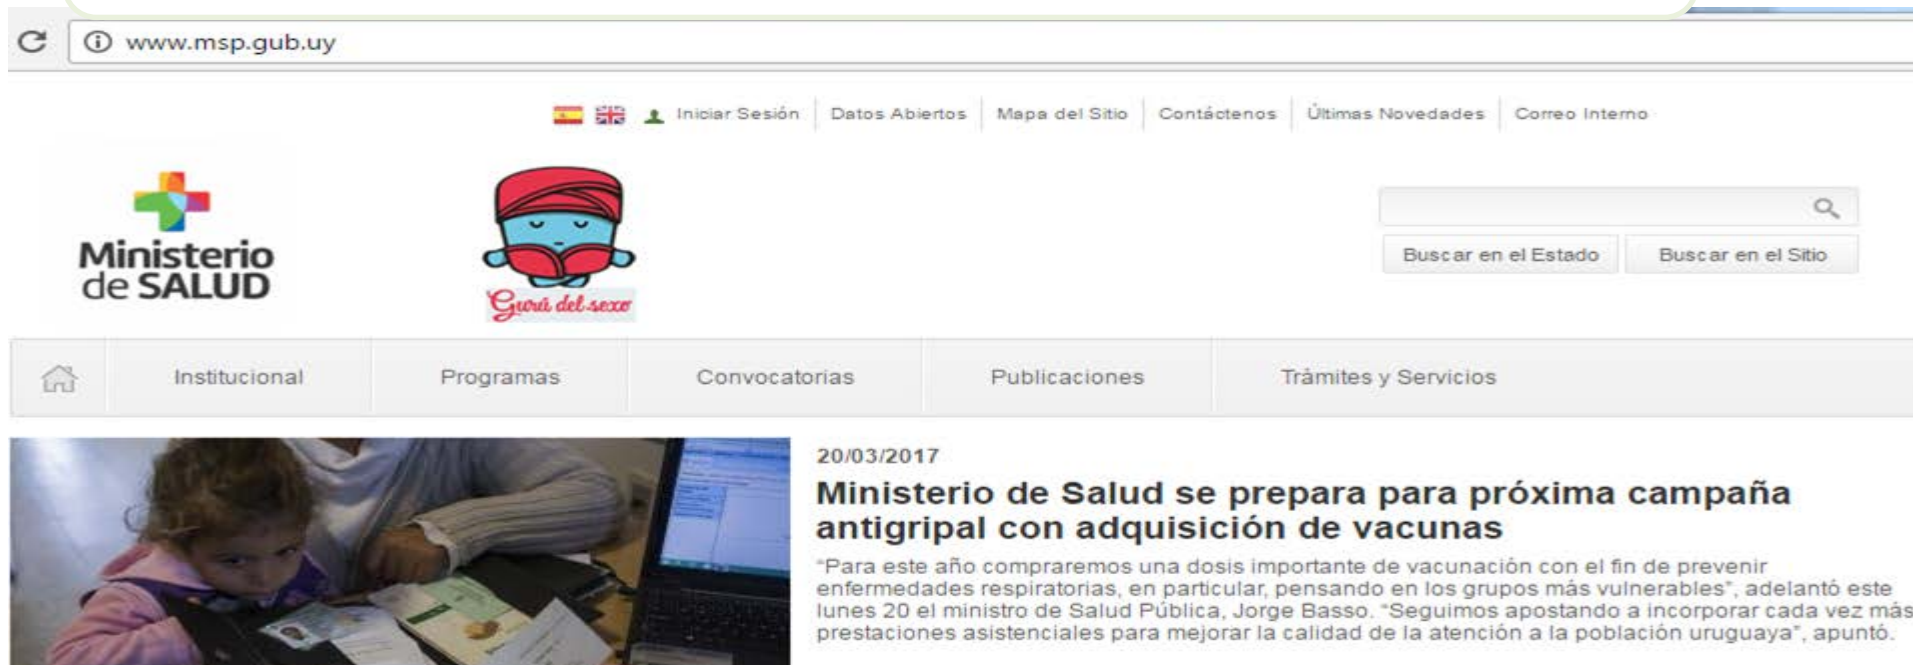 www.msp.gub.uy
Iniciar Sesión Datos Abiertos Mapa del Sitio Contáctenos Últimas Novedades Correo Interno
Ministerio
de SALUD
Gurú del sexo
Buscar en el Estado Buscar en el Sitio
Institucional Programas Convocatorias Publicaciones Trámites y Servicios
20/03/2017
Ministerio de Salud se prepara para próxima campaña
antigripal con adquisición de vacunas
"Para este año compraremos una dosis importante de vacunación con el fin de prevenir
enfermedades respiratorias, en particular, pensando en los grupos más vulnerables", adelantó este
lunes 20 el ministro de Salud Pública, Jorge Basso. "Seguimos apostando a incorporar cada vez más
prestaciones asistenciales para mejorar la calidad de la atención a la población uruguaya", apuntó.